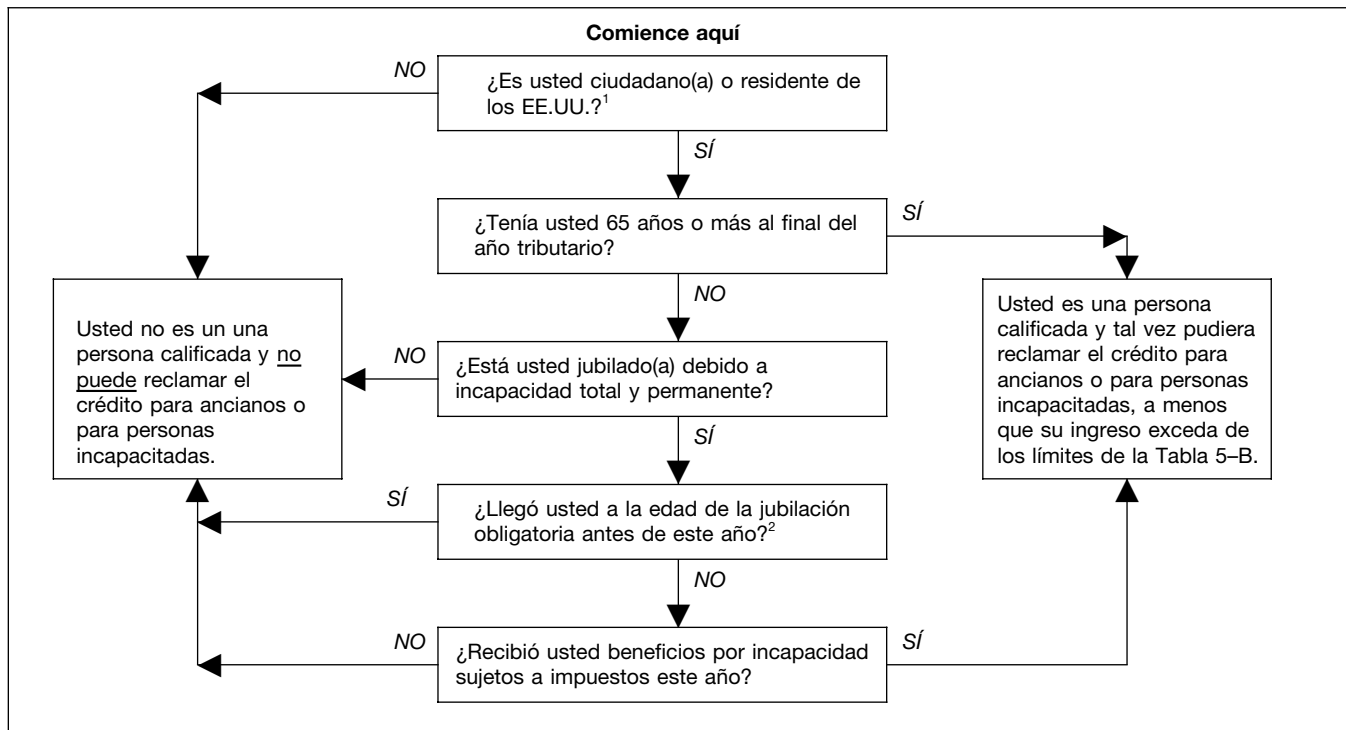 Comience aquí
NO
¿Es usted ciudadano(a) o residente de
los EE.UU.?¹
SÍ
¿Tenía usted 65 años o más al final del
año tributario?
SÍ
NO
Usted no es un una
persona calificada y no
puede reclamar el
crédito para ancianos o
para personas
incapacitadas.
NO
¿Está usted jubilado(a) debido a
incapacidad total y permanente?
Usted es una persona
calificada y tal vez pudiera
reclamar el crédito para
ancianos o para personas
incapacitadas, a menos
que su ingreso exceda de
los límites de la Tabla 5–B.
SÍ
SÍ
¿Llegó usted a la edad de la jubilación
obligatoria antes de este año?²
NO
NO
¿Recibió usted beneficios por incapacidad
sujetos a impuestos este año?
SÍ